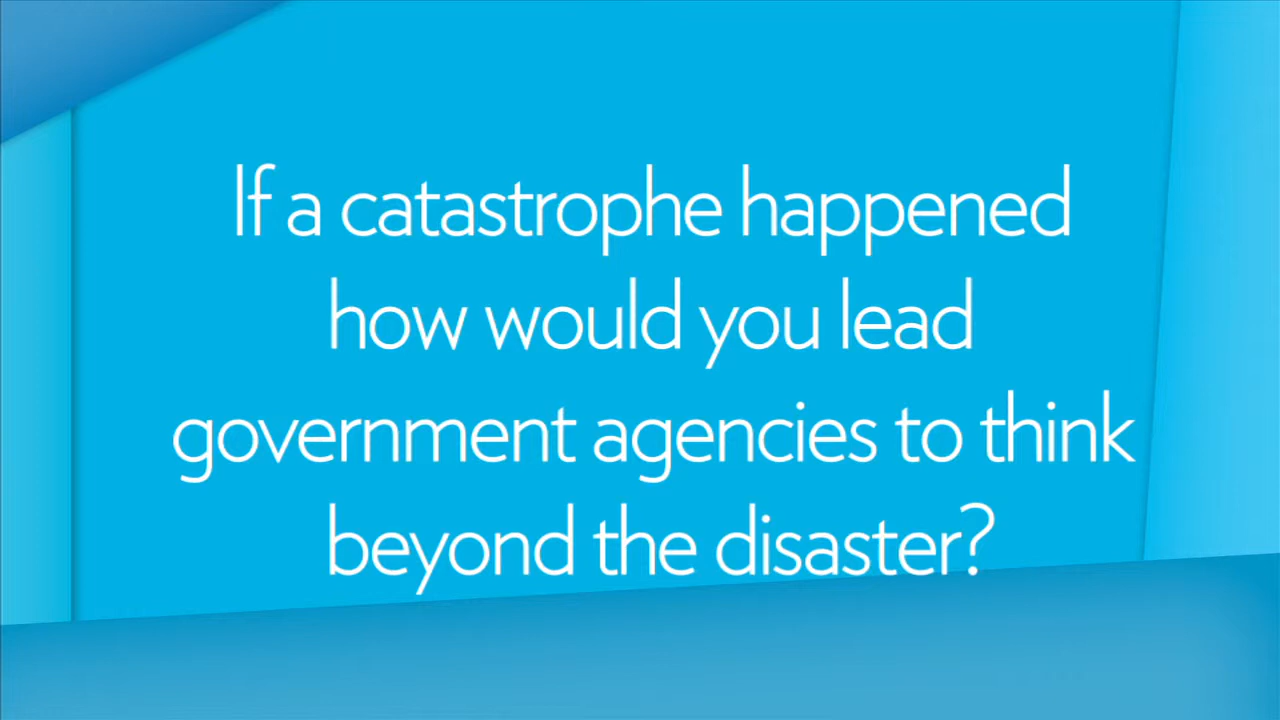 If a catastrophe happened
how would you lead
government agencies to think
beyond the disaster?